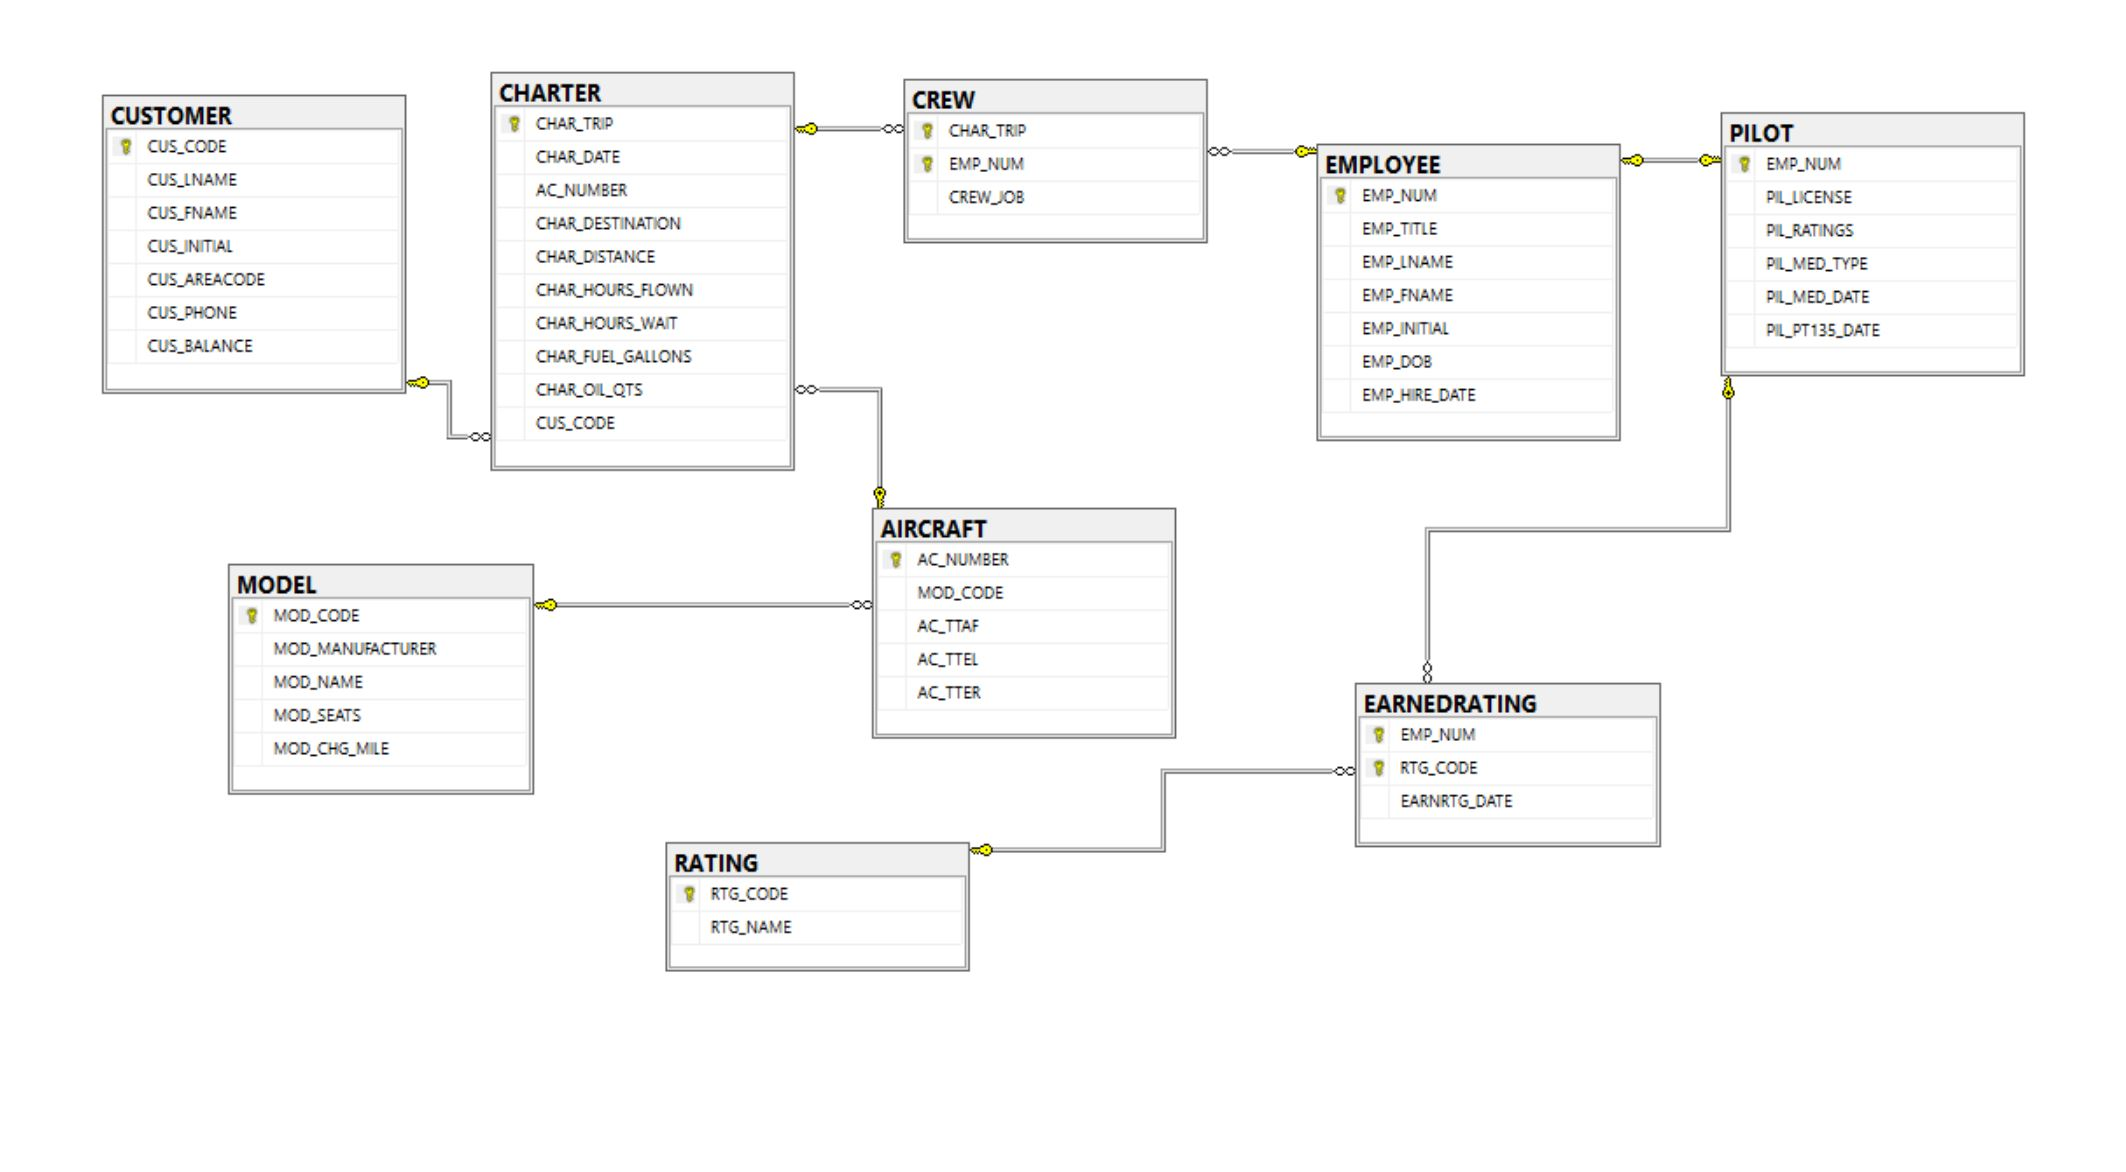 CUSTOMER
CUS_CODE
CUS_LNAME
CUS_FNAME
CUS_INITIAL
CUS_AREACODE
CUS_PHONE
CUS_BALANCE
CHARTER
CHAR_TRIP
CHAR_DATE
AC_NUMBER
CHAR_DESTINATION
CHAR_DISTANCE
CHAR_HOURS_FLOWN
CHAR_HOURS_WAIT
CHAR_FUEL_GALLONS
CHAR_OIL_QTS
CUS_CODE
CREW
CHAR_TRIP
EMP_NUM
CREW_JOB
EMPLOYEE
EMP_NUM
EMP_TITLE
EMP_LNAME
EMP_FNAME
EMP_INITIAL
EMP_DOB
EMP_HIRE_DATE
PILOT
EMP_NUM
PIL_LICENSE
PIL_RATINGS
PIL_MED_TYPE
PIL_MED_DATE
PIL_PT135_DATE
MODEL
MOD_CODE
MOD_MANUFACTURER
MOD_NAME
MOD_SEATS
MOD_CHG_MILE
AIRCRAFT
AC_NUMBER
MOD_CODE
AC_TTAF
AC_TTEL
AC_TTER
EARNEDRATING
EMP_NUM
RTG_CODE
EARNRTG_DATE
RATING
RTG_CODE
RTG_NAME